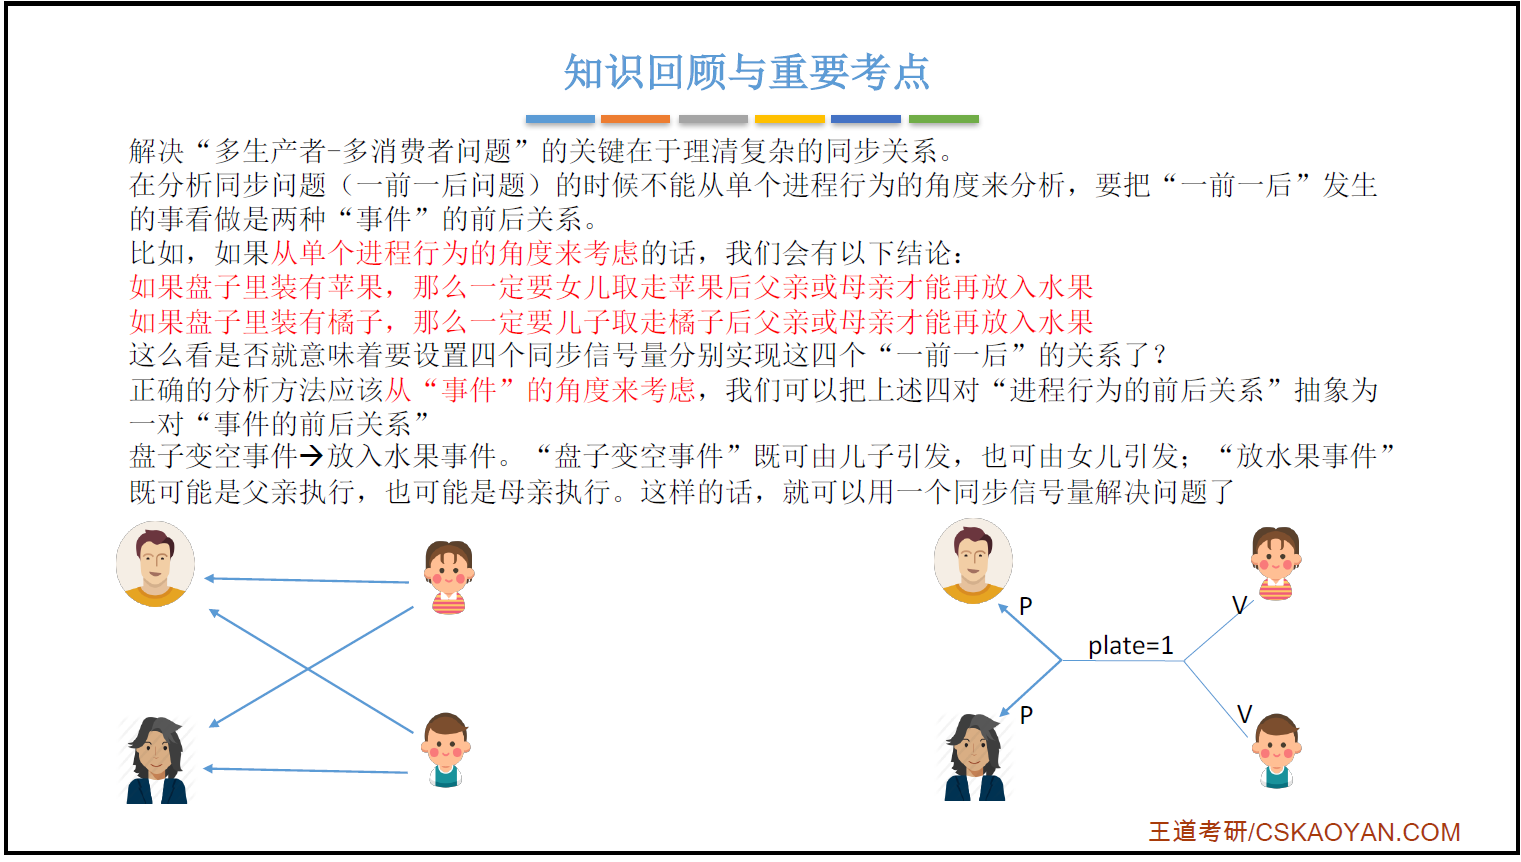 知识回顾与重要考点
解决“多生产者-多消费者问题”的关键在于理清复杂的同步关系。
在分析同步问题（一前一后问题）的时候不能从单个进程行为的角度来分析，要把“一前一后”发生
的事看做是两种“事件”的前后关系。
比如，如果从单个进程行为的角度来考虑的话，我们会有以下结论：
如果盘子里装有苹果，那么一定要女儿取走苹果后父亲或母亲才能再放入水果
如果盘子里装有橘子，那么一定要儿子取走橘子后父亲或母亲才能再放入水果
这么看是否就意味着要设置四个同步信号量分别实现这四个“一前一后”的关系了？
正确的分析方法应该从“事件”的角度来考虑，我们可以把上述四对“进程行为的前后关系”抽象为
一对“事件的前后关系”
盘子变空事件→放入水果事件。“盘子变空事件”既可由儿子引发，也可由女儿引发；“放水果事件”
既可能是父亲执行，也可能是母亲执行。这样的话，就可以用一个同步信号量解决问题了
P
V
plate=1
P
V
王道考研/CSKAOYAN.COM